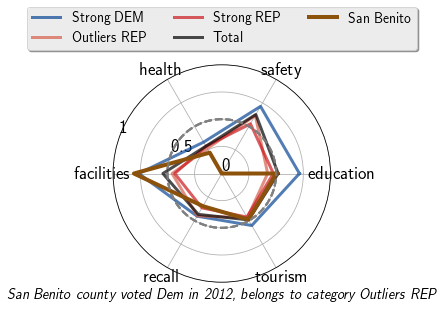 Strong DEM
Strong REP
San Benito
Outliers REP
Total
health
safety
1
0.5
0
facilities
education
recall
tourism
San Benito county voted Dem in 2012, belongs to category Outliers REP